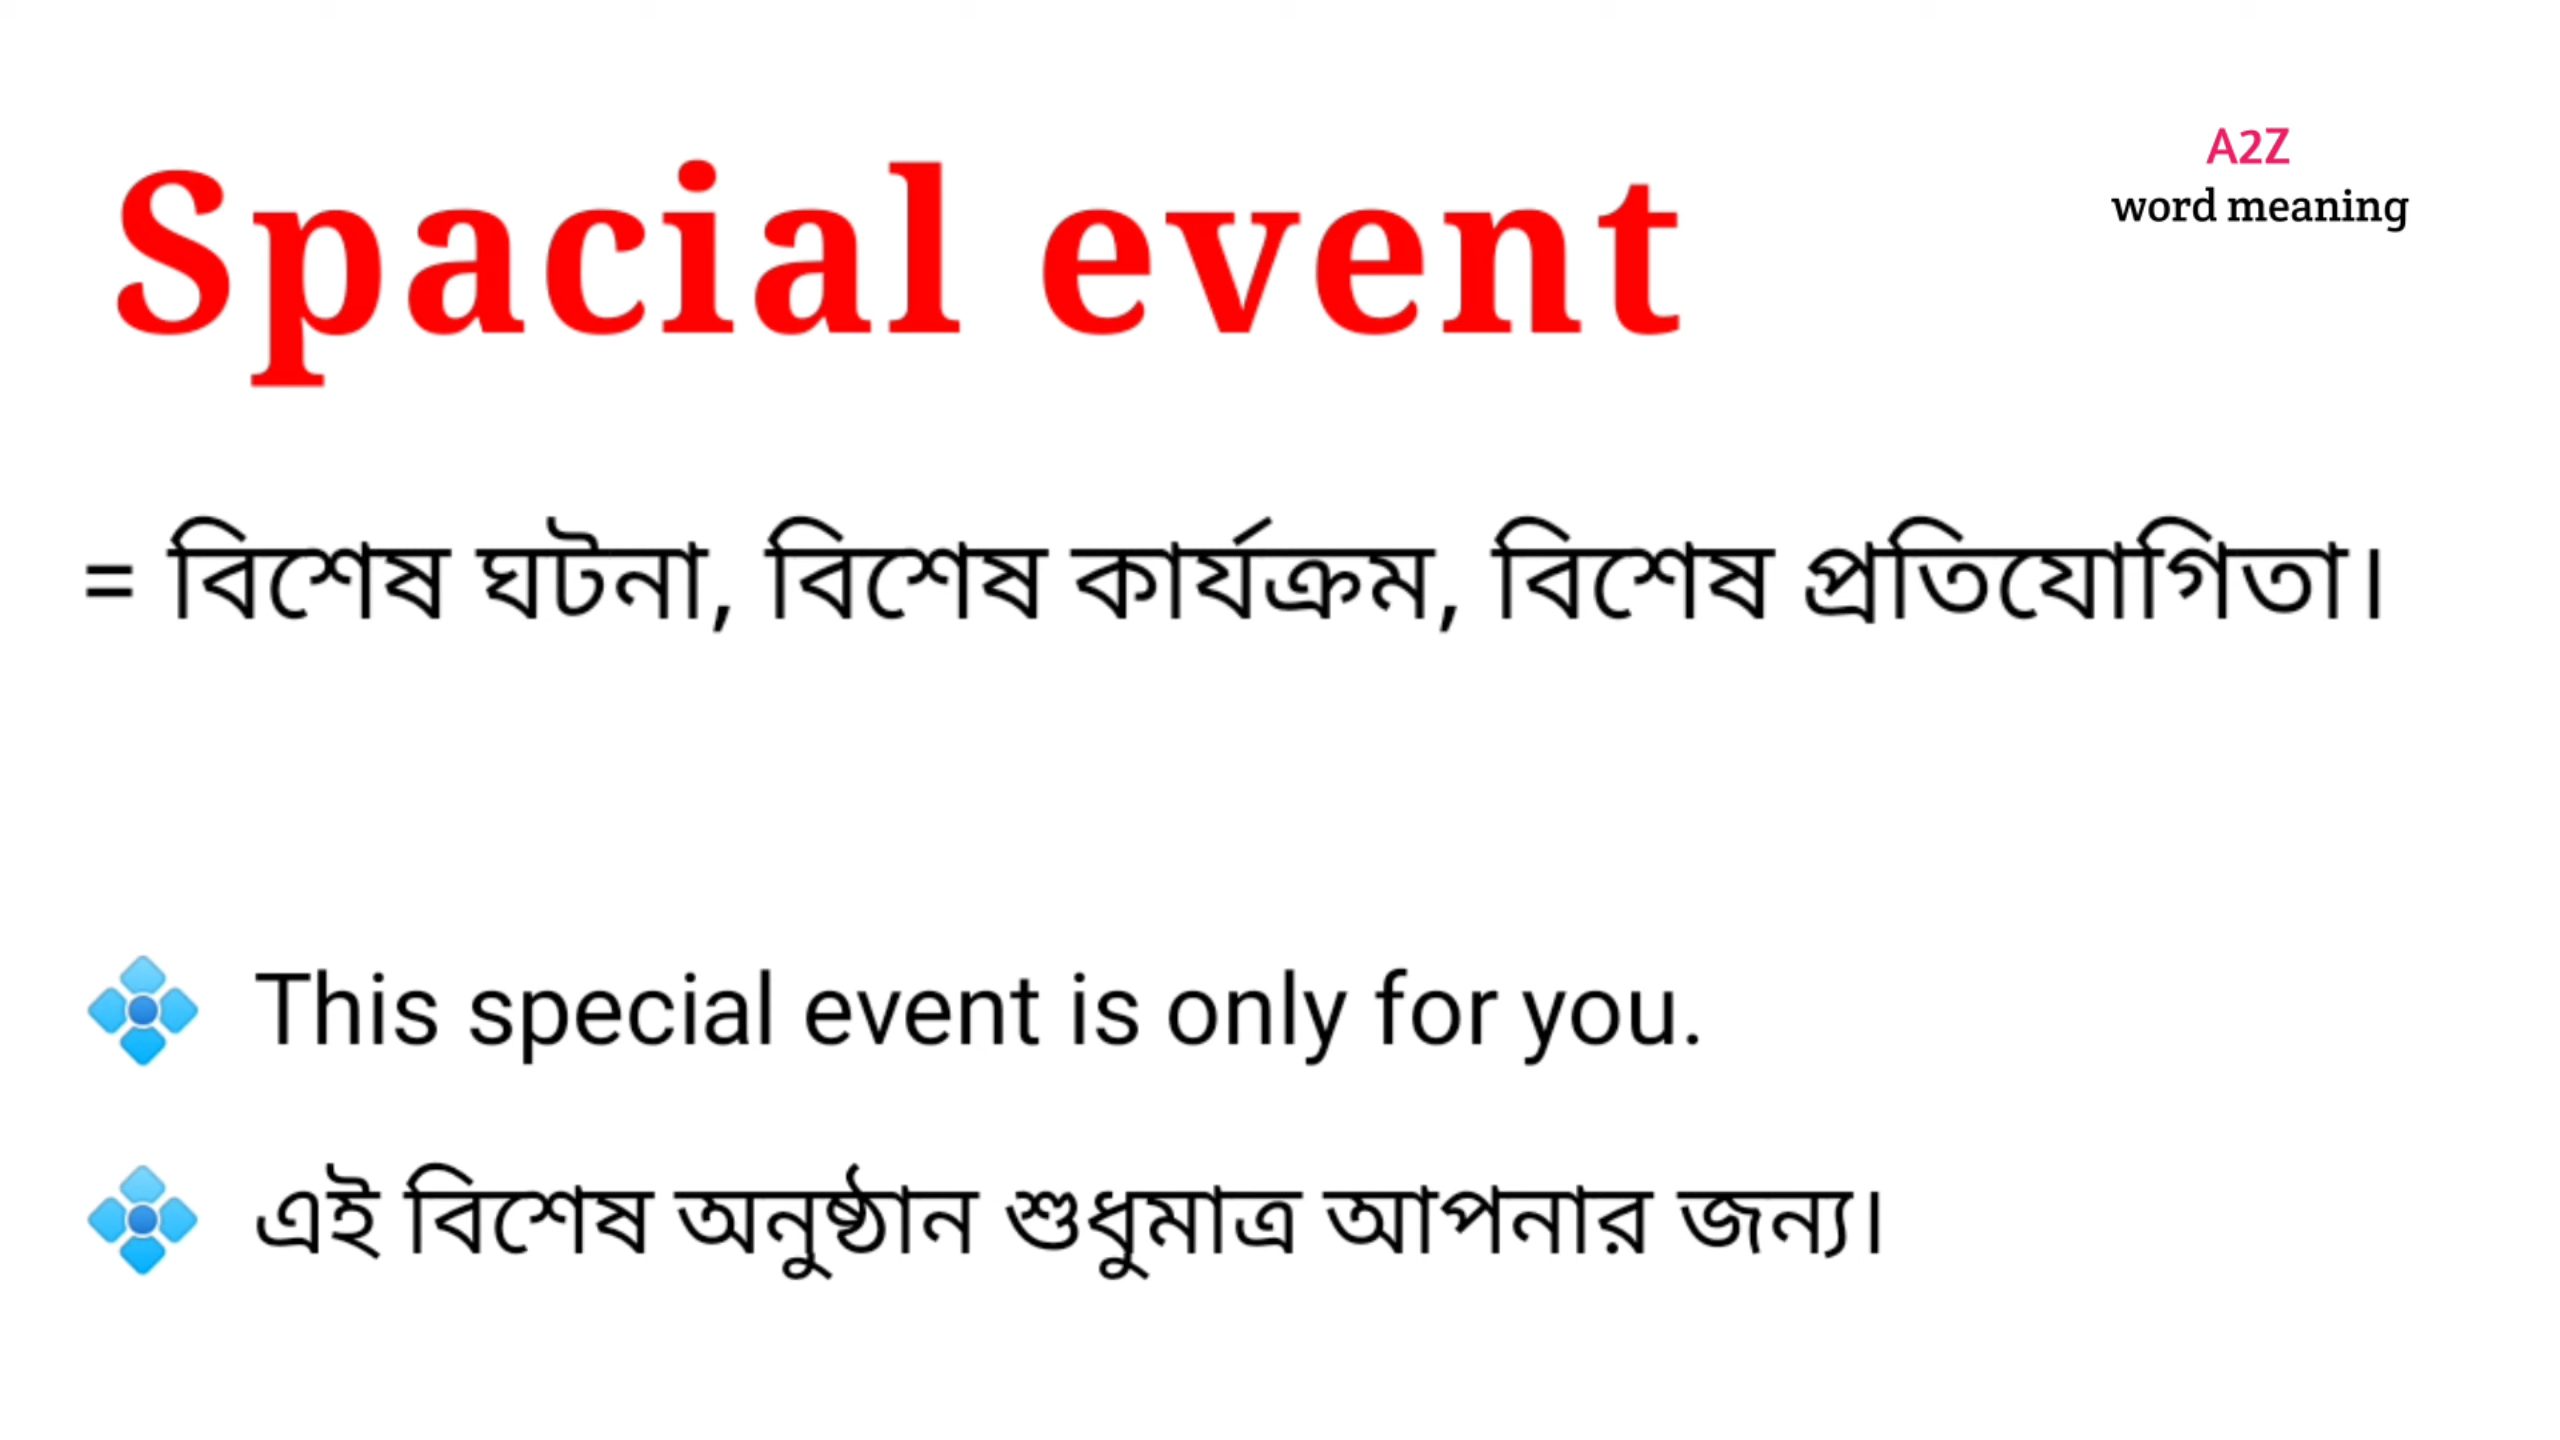 A2Z
word meaning
Spacial event
= বিশেষ ঘটনা, বিশেষ কার্যক্রম, বিশেষ প্রতিযোগিতা।
This special event is only for you.
এই বিশেষ অনুষ্ঠান শুধুমাত্র আপনার জন্য।